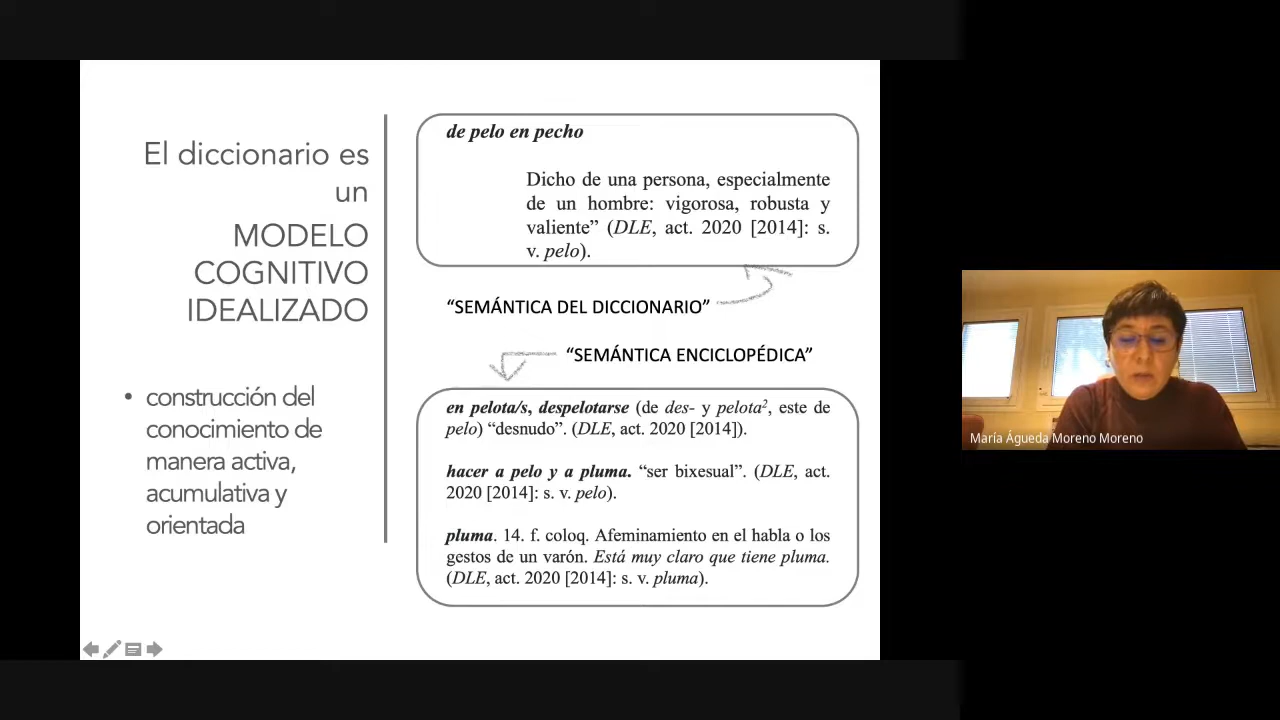 El diccionario es
un
MODELO
COGNITIVO
IDEALIZADO
• construcción del
conocimiento de
manera activa,
acumulativa y
orientada
de pelo en pecho
Dicho de una persona, especialmente
de un hombre: vigorosa, robusta y
valiente” (DLE, act. 2020 [2014]: s.
v. pelo).
“SEMÁNTICA DEL DICCIONARIO”
“SEMÁNTICA ENCICLOPÉDICA”
en pelota/s, despelotarse (de des- y pelota², este de
pelo) “desnudo”. (DLE, act. 2020 [2014]).
hacer a pelo y a pluma. “ser bixesual”. (DLE, act.
2020 [2014]: s. v. pelo).
pluma. 14. f. coloq. Afeminamiento en el habla o los
gestos de un varón. Está muy claro que tiene pluma.
(DLE, act. 2020 [2014]: s. v. pluma).
María Águeda Moreno Moreno